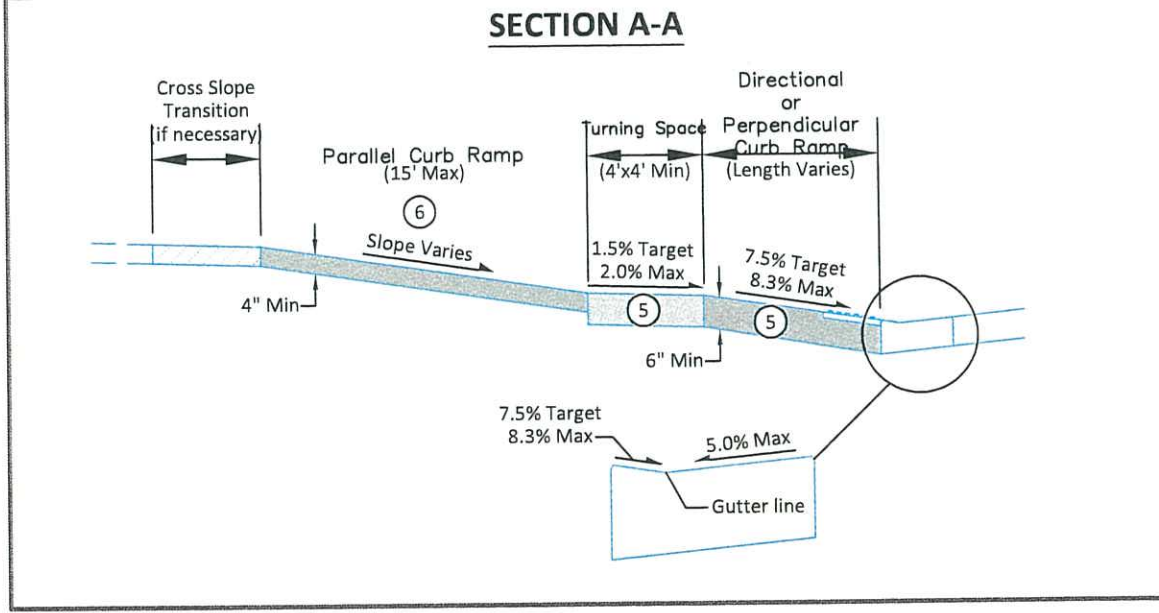 SECTION A-A
Cross Slope
Transition
(if necessary)
Parallel Curb Ramp
(15' Max)
6
Slope Varies
4" Min
Turning Space
(4'x4' Min)
1.5% Target
2.0% Max
5
Directional
or
Perpendicular
Curb Ramp
(Length Varies)
7.5% Target
8.3% Max
5
6" Min
7.5% Target
8.3% Max
5.0% Max
Gutter line